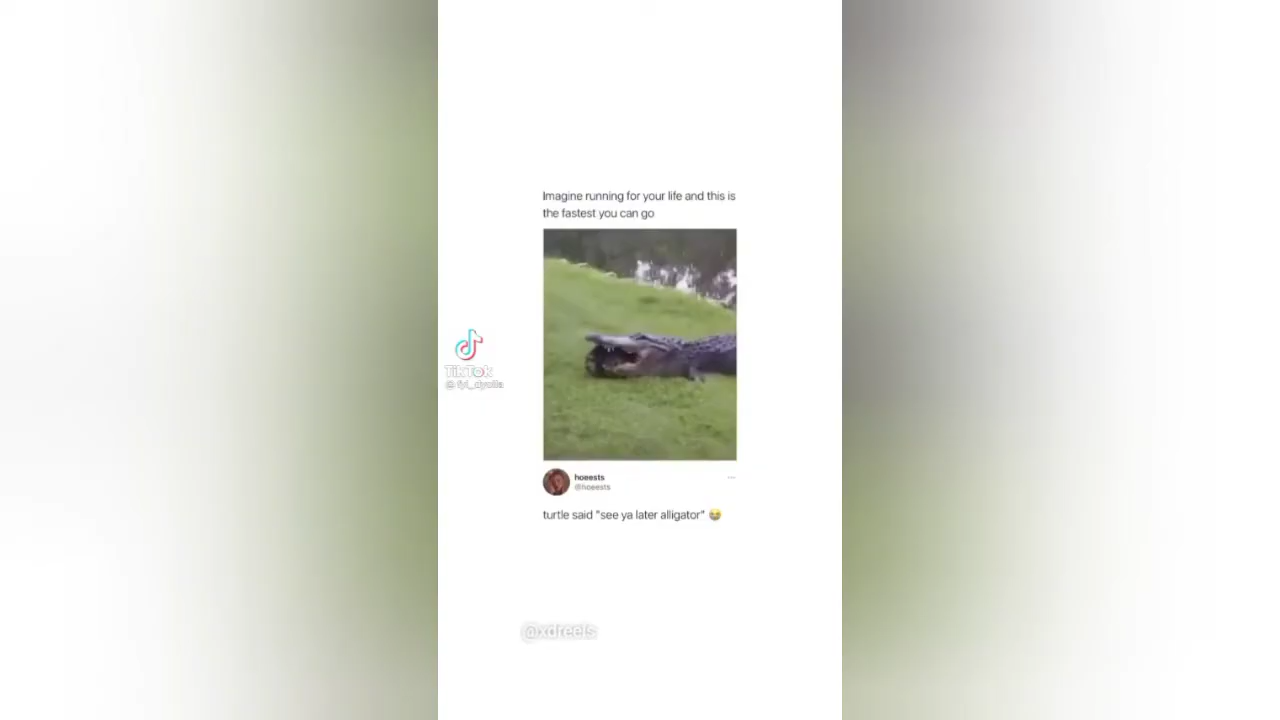 Imagine running for your life and this is
the fastest you can go
TikTok
hoeests
@hoeests
turtle said "see ya later alligator" 😭
@xdreels